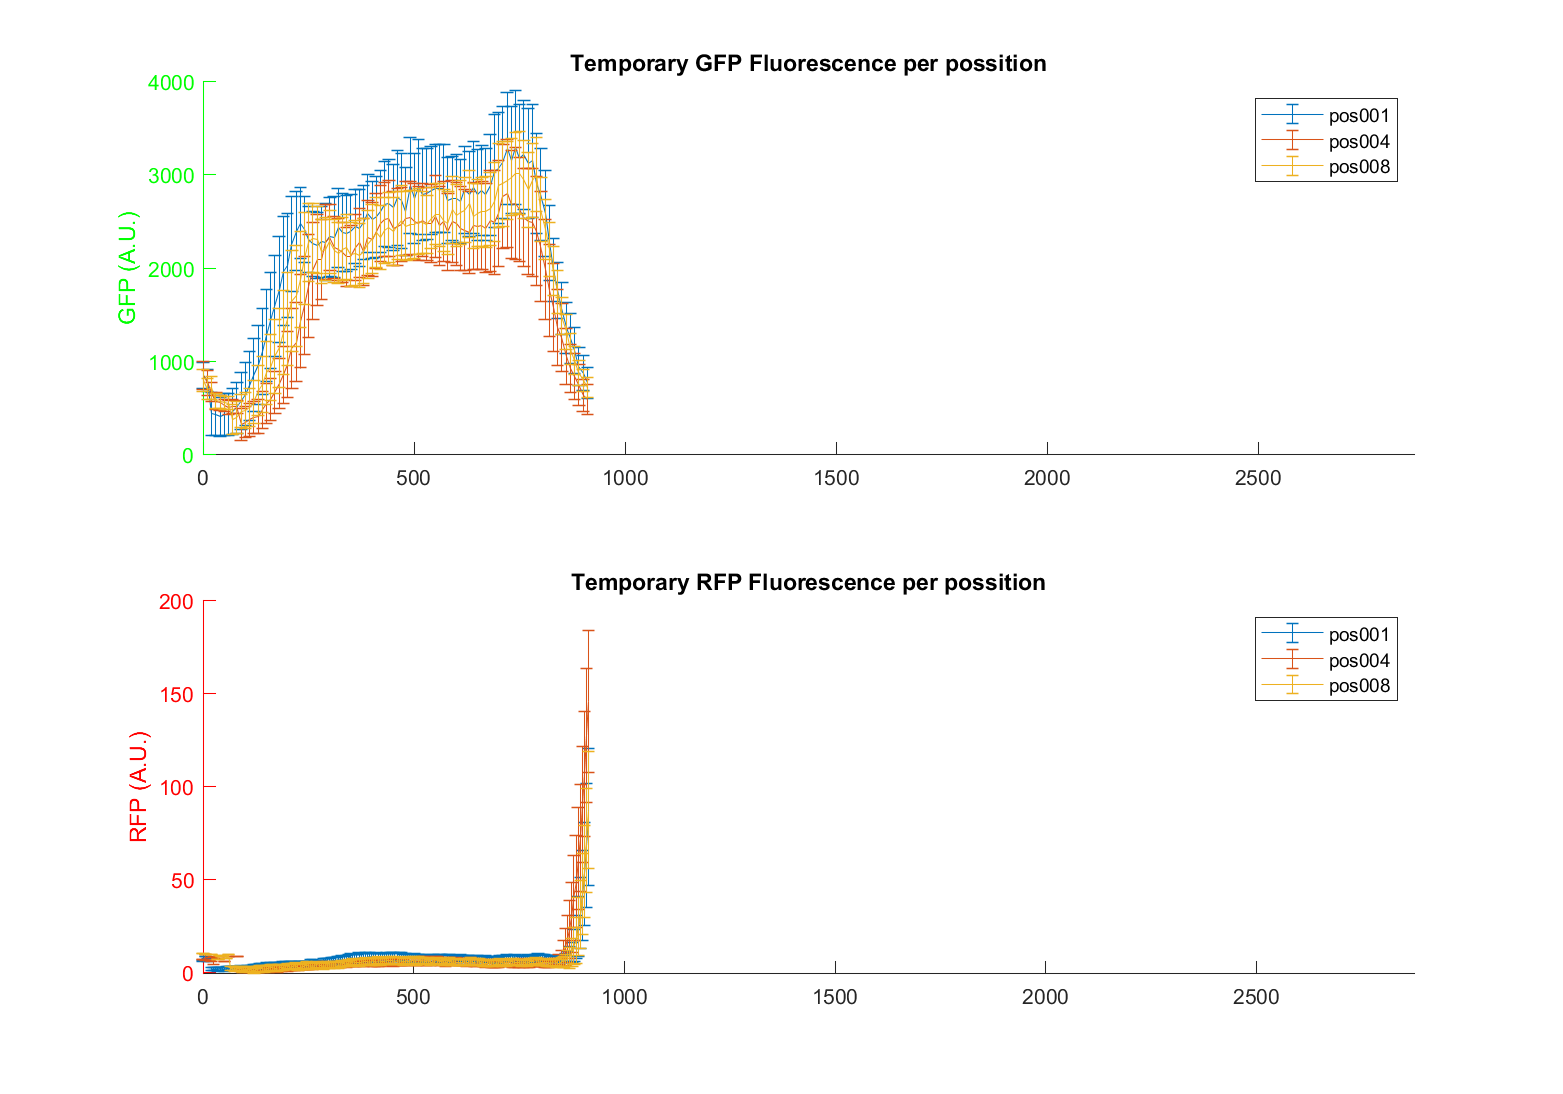 Temporary GFP Fluorescence per possition
4000
3000
2000
1000
0
GFP (A.U.)
pos001
pos004
pos008
0 500 1000 1500 2000 2500
Temporary RFP Fluorescence per possition
200
150
100
50
0
RFP (A.U.)
pos001
pos004
pos008
0 500 1000 1500 2000 2500